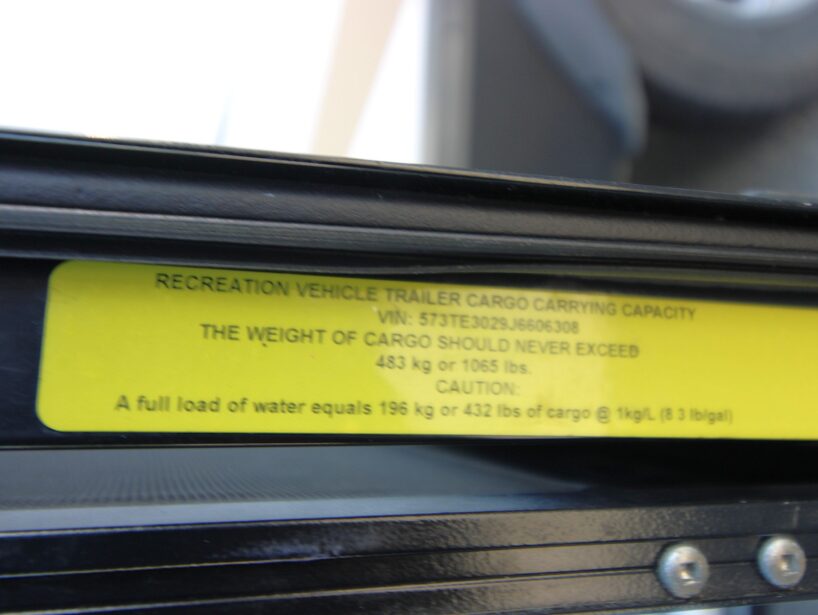 RECREATION VEHICLE TRAILER CARGO CARRYING CAPACITY
VIN: 573TE3029J6606308
THE WEIGHT OF CARGO SHOULD NEVER EXCEED
483 kg or 1065 lbs.
CAUTION:
A full load of water equals 196 kg or 432 lbs of cargo @ 1kg/L (8 3 lb/gal)